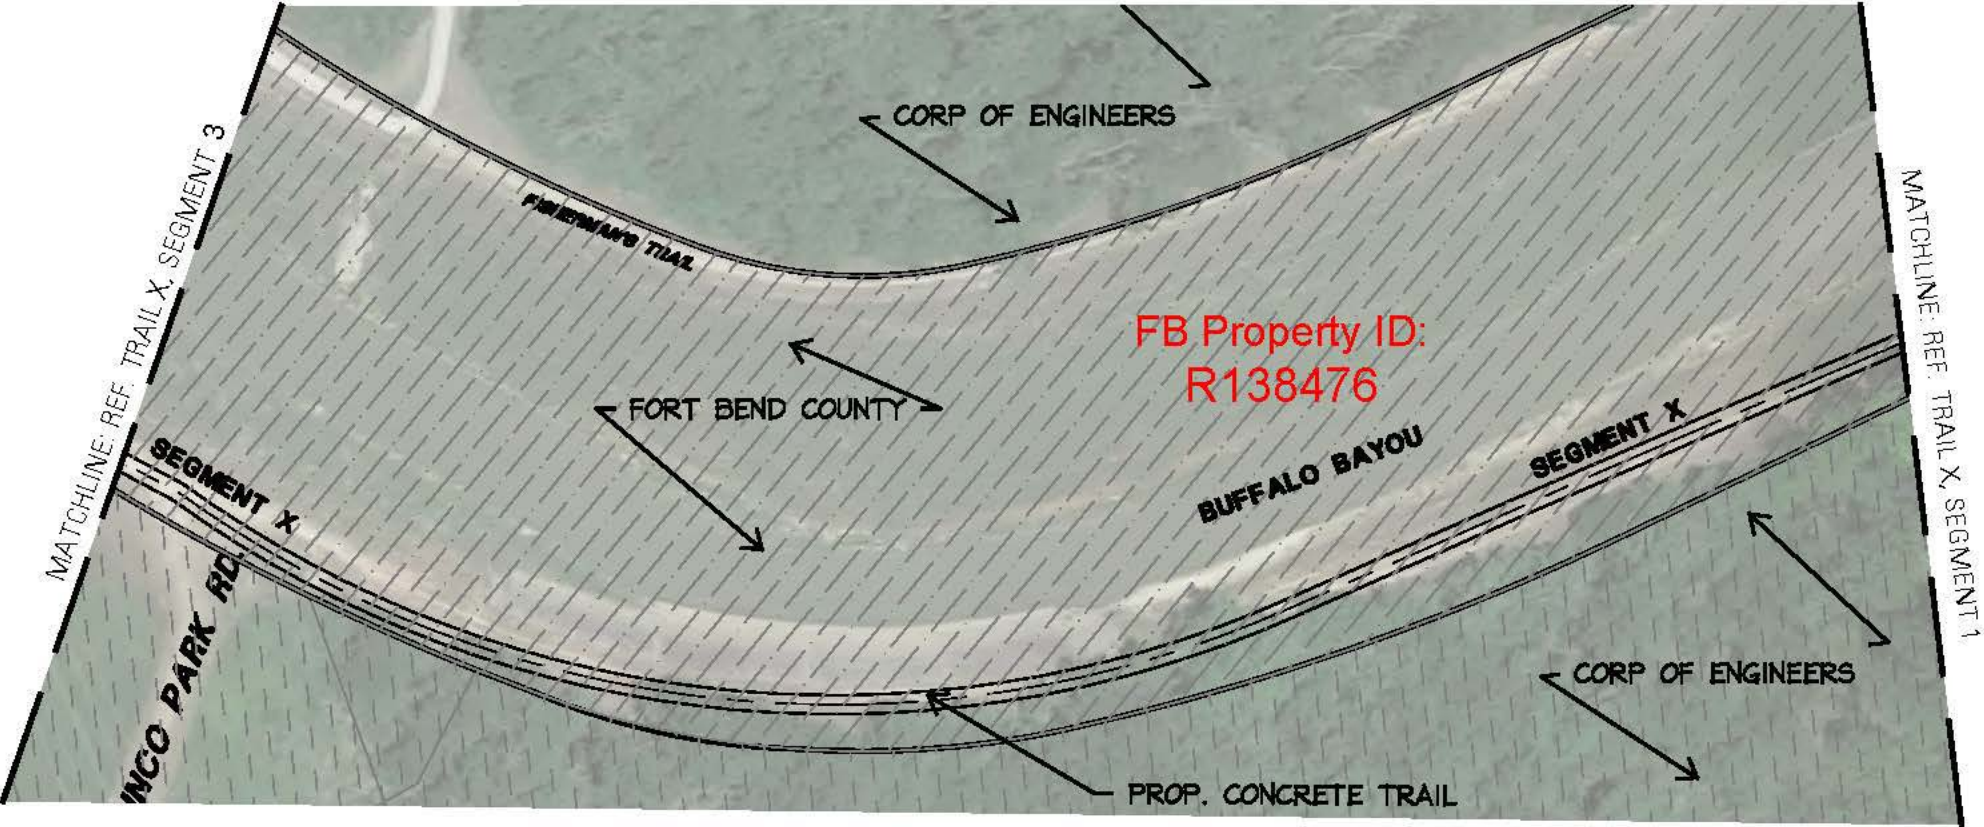 CORP OF ENGINEERS
MATCHLINE: REF. TRAIL X, SEGMENT 3
MATCHLINE: REF. TRAIL X, SEGMENT 1
FISHERMAN'S TRAIL
FB Property ID:
R138476
FORT BEND COUNTY
SEGMENT X
BUFFALO BAYOU
SEGMENT X
INCO PARK RD.
CORP OF ENGINEERS
PROP. CONCRETE TRAIL